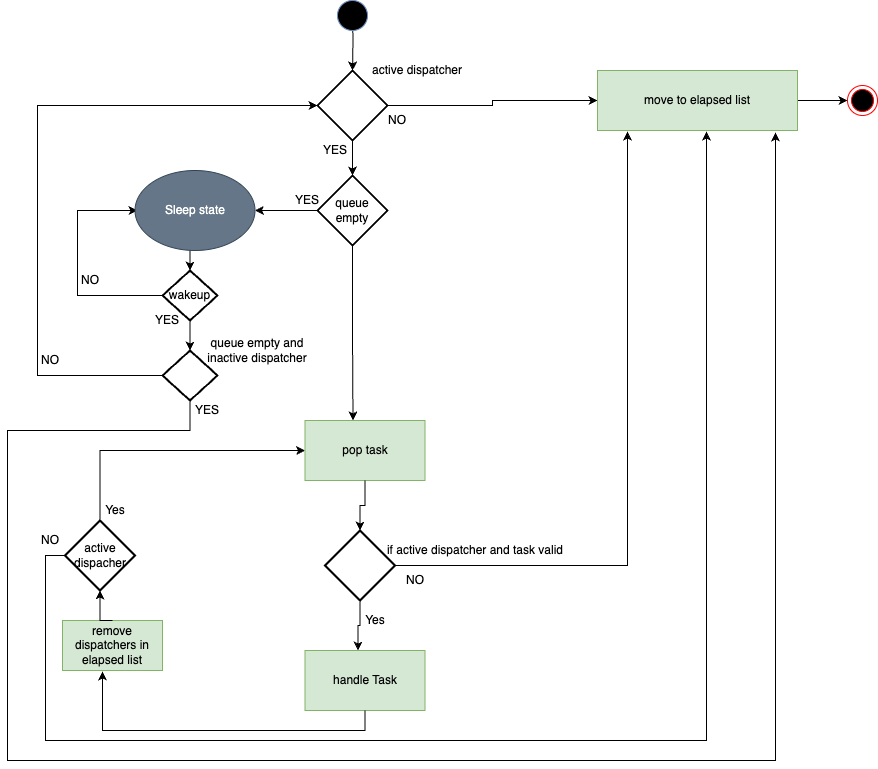 active dispatcher
move to elapsed list
NO
YES
Sleep state
YES
queue
empty
NO
wakeup
YES
queue empty and
inactive dispatcher
NO
YES
pop task
Yes
NO
active
dispacher
if active dispatcher and task valid
NO
Yes
remove
dispatchers in
elapsed list
handle Task